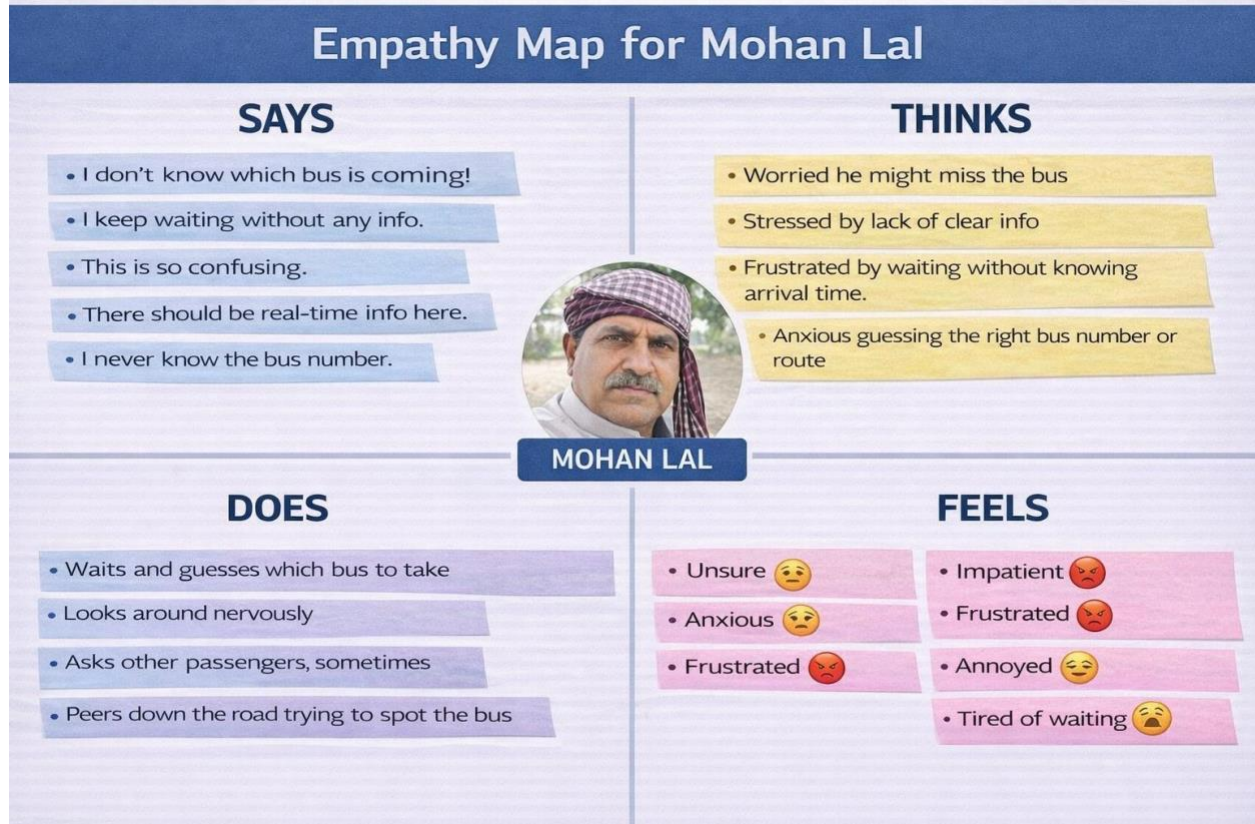 Empathy Map for Mohan Lal
SAYS
• I don't know which bus is coming!
• I keep waiting without any info.
• This is so confusing.
• There should be real-time info here.
• I never know the bus number.
THINKS
• Worried he might miss the bus
• Stressed by lack of clear info
• Frustrated by waiting without knowing
arrival time.
• Anxious guessing the right bus number or
route
MOHAN LAL
DOES
• Waits and guesses which bus to take
• Looks around nervously
• Asks other passengers, sometimes
• Peers down the road trying to spot the bus
FEELS
• Unsure 😟
• Anxious 😟
• Frustrated 😡
• Impatient 😡
• Frustrated 😡
• Annoyed 😌
• Tired of waiting 😫